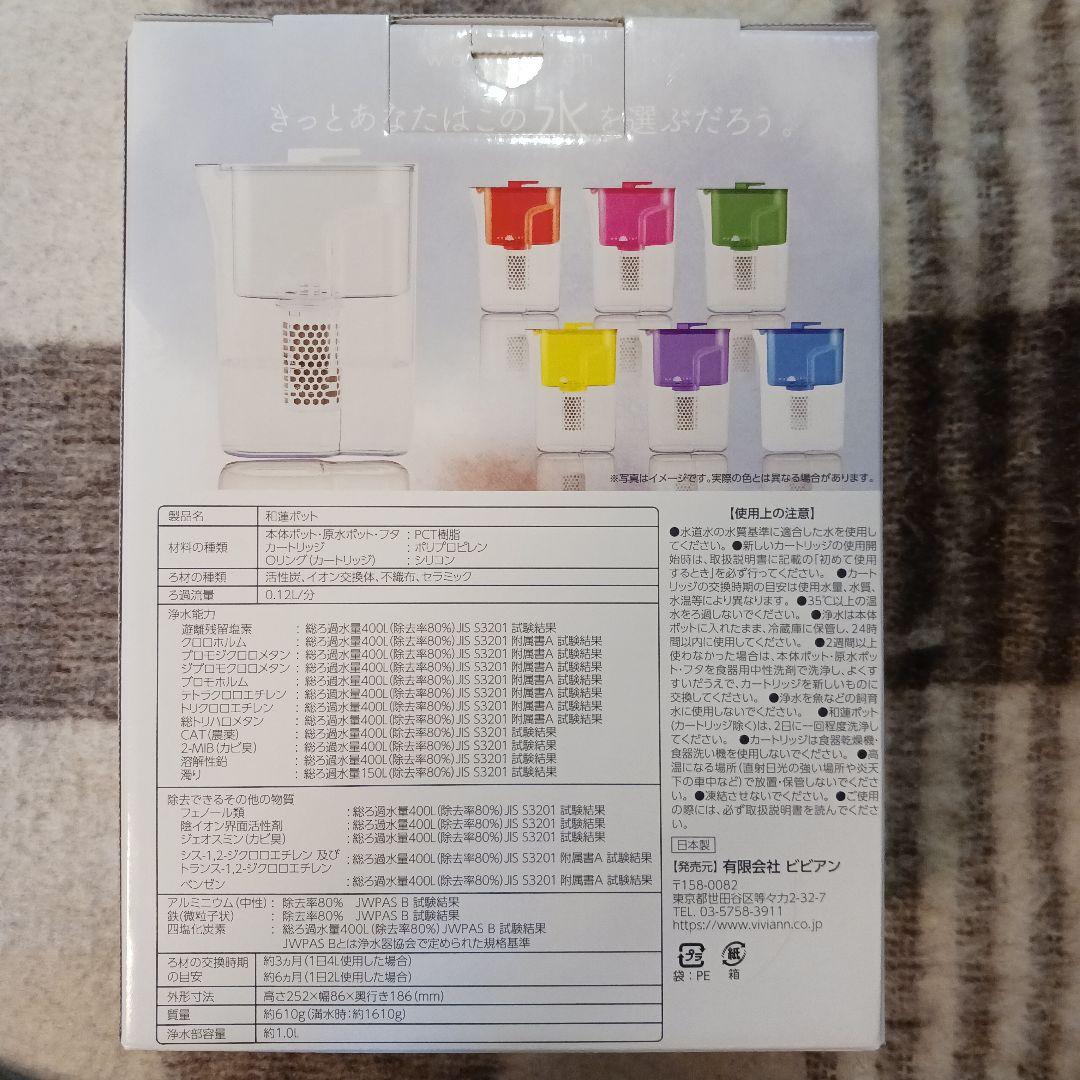 きっとあなたはこの水を選ぶだろう。
※写真はイメージです。実際の色とは異なる場合があります。
製品名 和蓮ポット
材料の種類 本体ポット・原水ポット・フタ : PCT樹脂
カートリッジ : ポリプロピレン
Oリング(カートリッジ) : シリコン
ろ材の種類 活性炭、イオン交換体、不織布、セラミック
ろ過流量 0.12L/分
浄水能力
遊離残留塩素 : 総ろ過水量400L(除去率80%)JIS S3201 試験結果
クロロホルム : 総ろ過水量400L(除去率80%)JIS S3201 附属書A 試験結果
ブロモジクロロメタン : 総ろ過水量400L(除去率80%)JIS S3201 附属書A 試験結果
ジブロモクロロメタン : 総ろ過水量400L(除去率80%)JIS S3201 附属書A 試験結果
ブロモホルム : 総ろ過水量400L(除去率80%)JIS S3201 附属書A 試験結果
テトラクロロエチレン : 総ろ過水量400L(除去率80%)JIS S3201 附属書A 試験結果
トリクロロエチレン : 総ろ過水量400L(除去率80%)JIS S3201 附属書A 試験結果
総トリハロメタン : 総ろ過水量400L(除去率80%)JIS S3201 附属書A 試験結果
CAT(農薬) : 総ろ過水量400L(除去率80%)JIS S3201 試験結果
2-MIB(カビ臭) : 総ろ過水量400L(除去率80%)JIS S3201 試験結果
溶解性鉛 : 総ろ過水量400L(除去率80%)JIS S3201 試験結果
濁り : 総ろ過水量150L(除去率80%)JIS S3201 試験結果
除去できるその他の物質
フェノール類 : 総ろ過水量400L(除去率80%)JIS S3201 試験結果
陰イオン界面活性剤 : 総ろ過水量400L(除去率80%)JIS S3201 試験結果
ジェオスミン(カビ臭) : 総ろ過水量400L(除去率80%)JIS S3201 試験結果
シス-1,2-ジクロロエチレン 及び
トランス-1,2-ジクロロエチレン : 総ろ過水量400L(除去率80%)JIS S3201 附属書A 試験結果
ベンゼン : 総ろ過水量400L(除去率80%)JIS S3201 附属書A 試験結果
アルミニウム(中性) : 除去率80% JWPAS B 試験結果
鉄(微粒子状) : 除去率80% JWPAS B 試験結果
四塩化炭素 : 総ろ過水量400L(除去率80%)JWPAS B 試験結果
JWPAS Bとは浄水器協会で定められた規格基準
ろ材の交換時期 約3ヵ月(1日4L使用した場合)
の目安 約6ヵ月(1日2L使用した場合)
外形寸法 高さ252×幅86×奥行き186(mm)
質量 約610g(満水時:約1610g)
浄水部容量 約1.0L
【使用上の注意】
●水道水の水質基準に適合した水を使用し
てください。 ●新しいカートリッジの使用開
始時は、取扱説明書に記載の「初めて使用
するとき」を必ず行ってください。 ●カート
リッジの交換時期の目安は使用水量、水質、
水温等により異なります。 ●35℃以上の温
水をろ過しないでください。 ●浄水は本体
ポットに入れたまま、冷蔵庫に保管し、24時
間以内に使用してください。 ●2週間以上
使わなかった場合は、本体ポット・原水ポッ
ト・フタを食器用中性洗剤で洗浄し、よくす
すいだうえで、カートリッジを新しいものに
交換してください。 ●浄水を魚などの飼育
水に使用しないでください。 ●和蓮ポット
(カートリッジ除く)は、2日に一回程度洗浄し
てください。 ●カートリッジは食器乾燥機・
食器洗い機を使用しないでください。 ●高
温になる場所(直射日光の強い場所や炎天
下の車中など)で放置・保管しないでくださ
い。 ●凍結させないでください。 ●ご使用
の際には、必ず取扱説明書を読んでくださ
い。
日本製
【発売元】有限会社 ビビアン
〒158-0082
東京都世田谷区等々力2-32-7
TEL. 03-5758-3911
https://www.viviann.co.jp
プラ 紙
袋:PE 箱